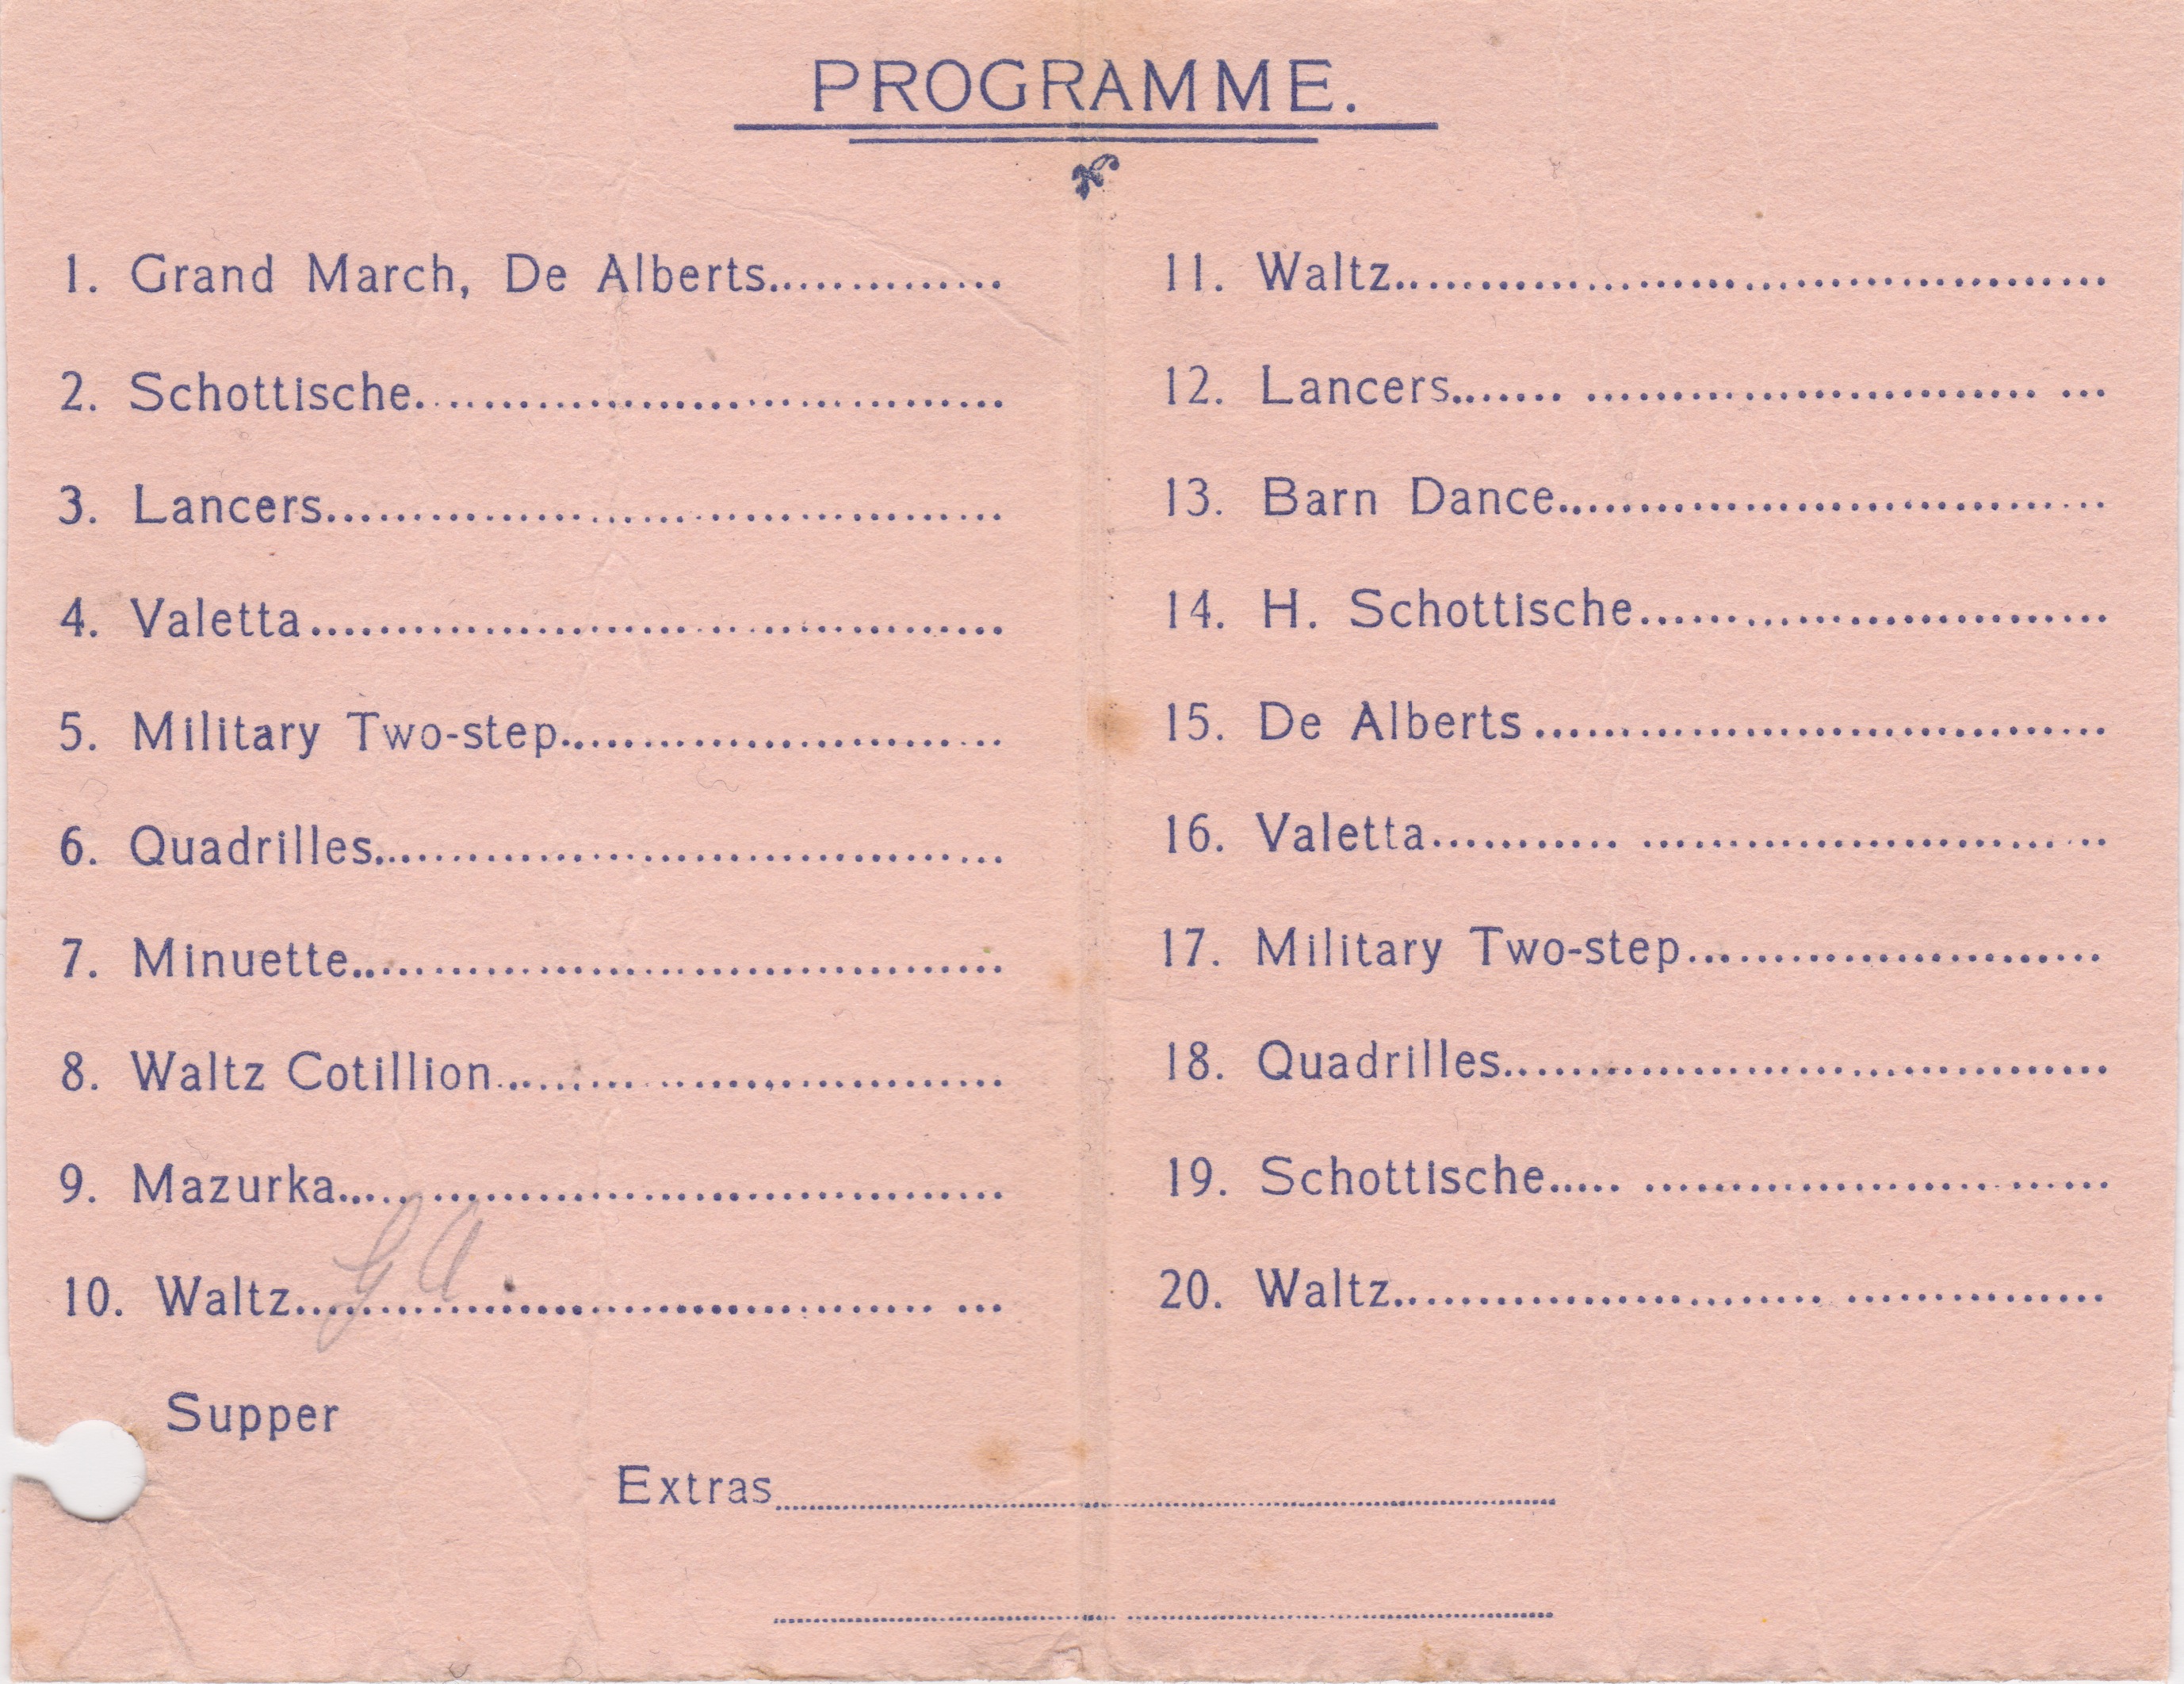 PROGRAMME.
1. Grand March, De Alberts
2. Schottische
3. Lancers
4. Valetta
5. Military Two-step
6. Quadrilles
7. Minuette
8. Waltz Cotillion
9. Mazurka
10. Waltz
Supper
11. Waltz
12. Lancers
13. Barn Dance
14. H. Schottische
15. De Alberts
16. Valetta
17. Military Two-step
18. Quadrilles
19. Schottische
20. Waltz
Extras